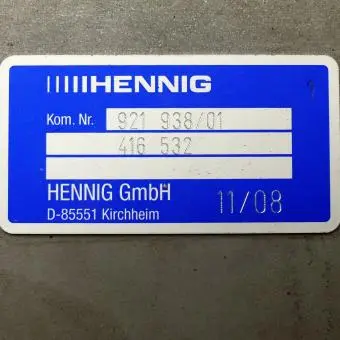 HENNIG
Kom. Nr. 921 938/01
416 532
HENNIG GmbH
D-85551 Kirchheim 11/08